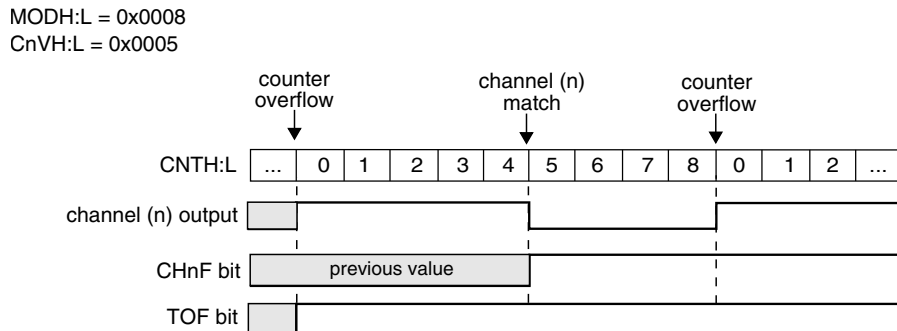 MODH:L = 0x0008
CnVH:L = 0x0005
counter overflow
channel (n) match
counter overflow
CNTH:L ... 0 1 2 3 4 5 6 7 8 0 1 2 ...
channel (n) output
CHnF bit previous value
TOF bit